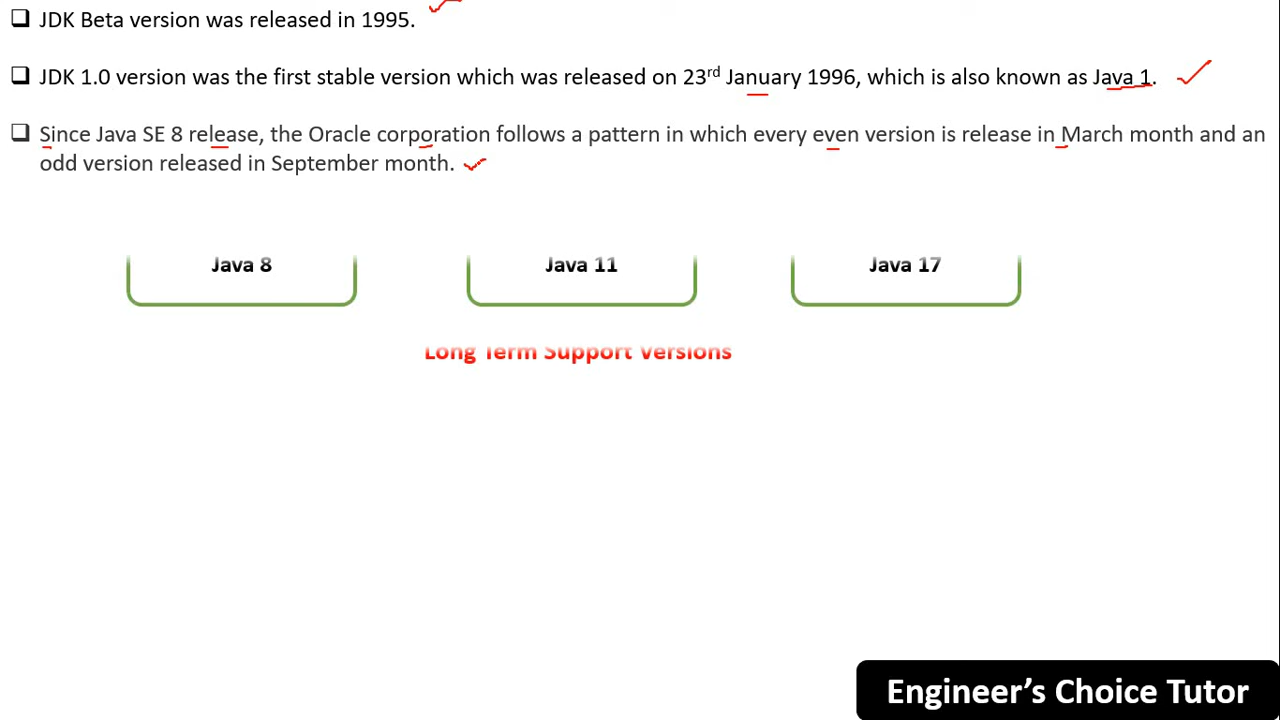 JDK Beta version was released in 1995.
JDK 1.0 version was the first stable version which was released on 23rd January 1996, which is also known as Java 1.
Since Java SE 8 release, the Oracle corporation follows a pattern in which every even version is release in March month and an
odd version released in September month.
Java 8 Java 11 Java 17
Long Term Support Versions
Engineer’s Choice Tutor